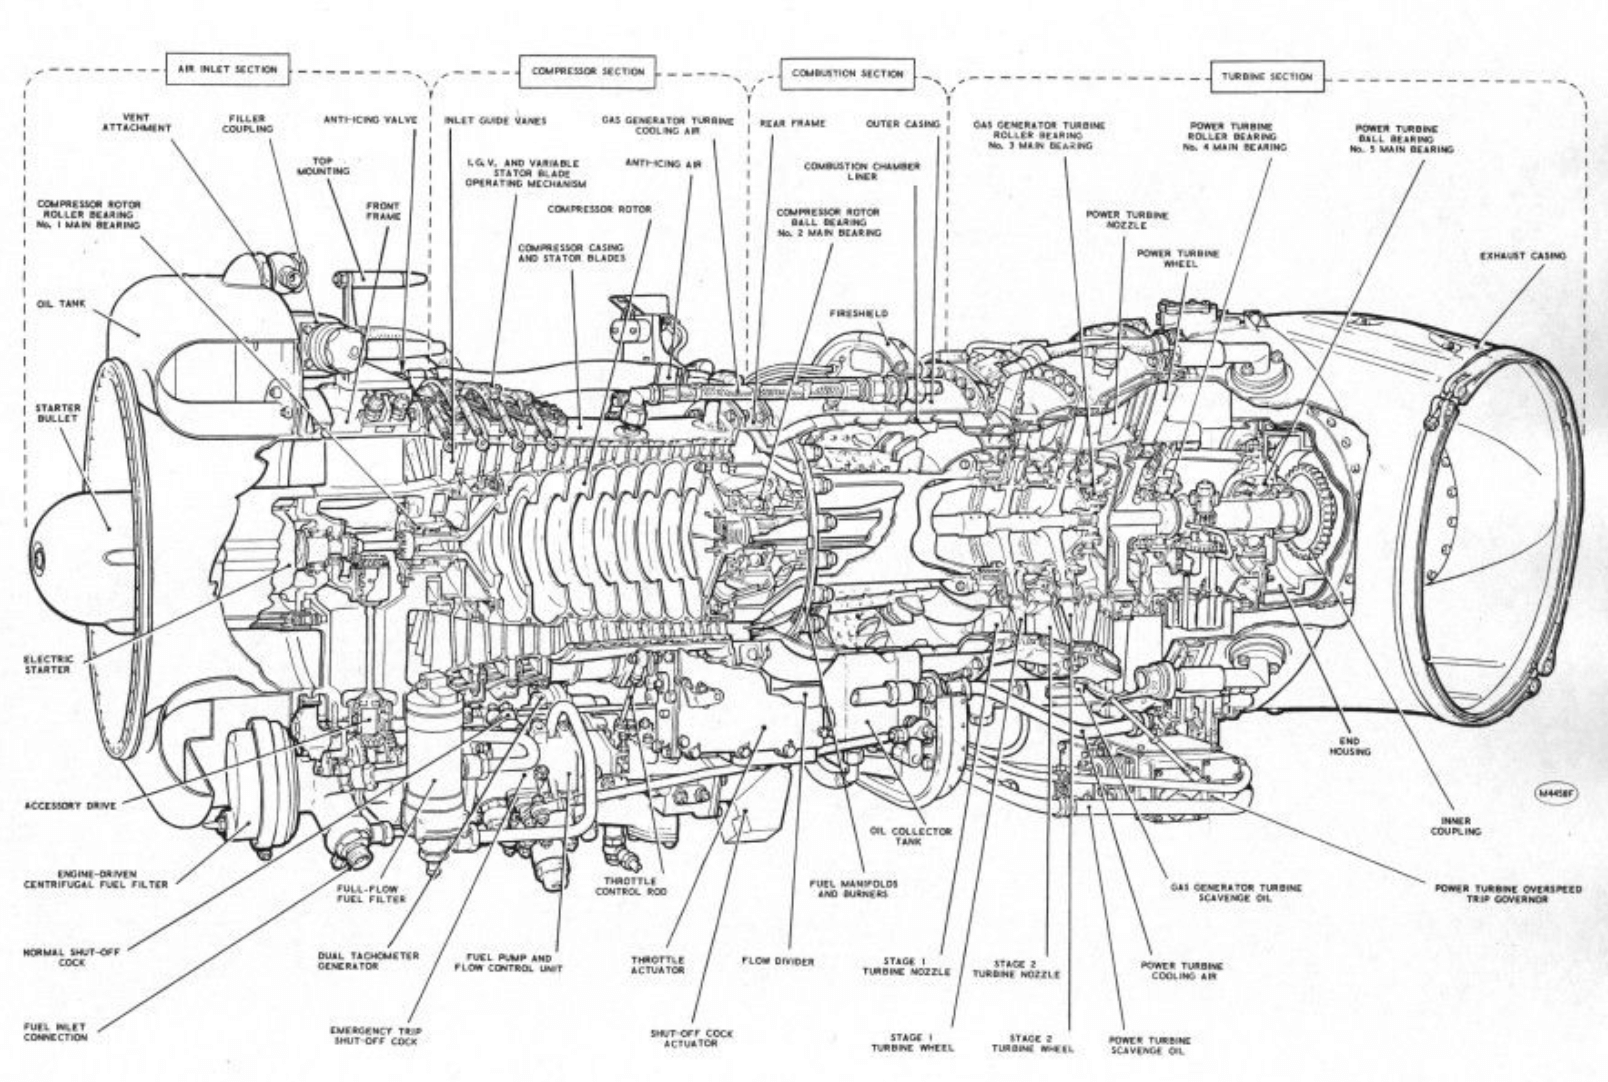 AIR INLET SECTION
COMPRESSOR SECTION
COMBUSTION SECTION
TURBINE SECTION
VENT
ATTACHMENT
FILLER
COUPLING
ANTI-ICING VALVE
INLET GUIDE VANES
GAS GENERATOR TURBINE
COOLING AIR
REAR FRAME
OUTER CASING
GAS GENERATOR TURBINE
ROLLER BEARING
No. 3 MAIN BEARING
POWER TURBINE
ROLLER BEARING
No. 4 MAIN BEARING
POWER TURBINE
BALL BEARING
No. 5 MAIN BEARING
TOP
MOUNTING
I.G.V. AND VARIABLE
STATOR BLADE
OPERATING MECHANISM
ANTI-ICING AIR
COMBUSTION CHAMBER
LINER
COMPRESSOR ROTOR
ROLLER BEARING
No. 1 MAIN BEARING
FRONT
FRAME
COMPRESSOR ROTOR
COMPRESSOR ROTOR
BALL BEARING
No. 2 MAIN BEARING
POWER TURBINE
NOZZLE
COMPRESSOR CASING
AND STATOR BLADES
POWER TURBINE
WHEEL
EXHAUST CASING
OIL TANK
FIRESHIELD
STARTER
BULLET
ELECTRIC
STARTER
END
HOUSING
M4458F
ACCESSORY DRIVE
OIL COLLECTOR
TANK
INNER
COUPLING
ENGINE-DRIVEN
CENTRIFUGAL FUEL FILTER
FULL-FLOW
FUEL FILTER
THROTTLE
CONTROL ROD
FUEL MANIFOLDS
AND BURNERS
GAS GENERATOR TURBINE
SCAVENGE OIL
POWER TURBINE OVERSPEED
TRIP GOVERNOR
NORMAL SHUT-OFF
COCK
DUAL TACHOMETER
GENERATOR
FUEL PUMP AND
FLOW CONTROL UNIT
THROTTLE
ACTUATOR
FLOW DIVIDER
STAGE 1
TURBINE NOZZLE
STAGE 2
TURBINE NOZZLE
POWER TURBINE
COOLING AIR
FUEL INLET
CONNECTION
EMERGENCY TRIP
SHUT-OFF COCK
SHUT-OFF COCK
ACTUATOR
STAGE 1
TURBINE WHEEL
STAGE 2
TURBINE WHEEL
POWER TURBINE
SCAVENGE OIL